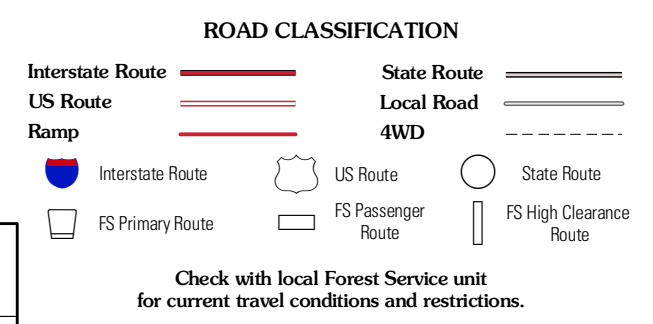 ROAD CLASSIFICATION
Interstate Route
State Route
US Route
Local Road
Ramp
4WD
Interstate Route
US Route
State Route
FS Primary Route
FS Passenger
Route
FS High Clearance
Route
Check with local Forest Service unit
for current travel conditions and restrictions.